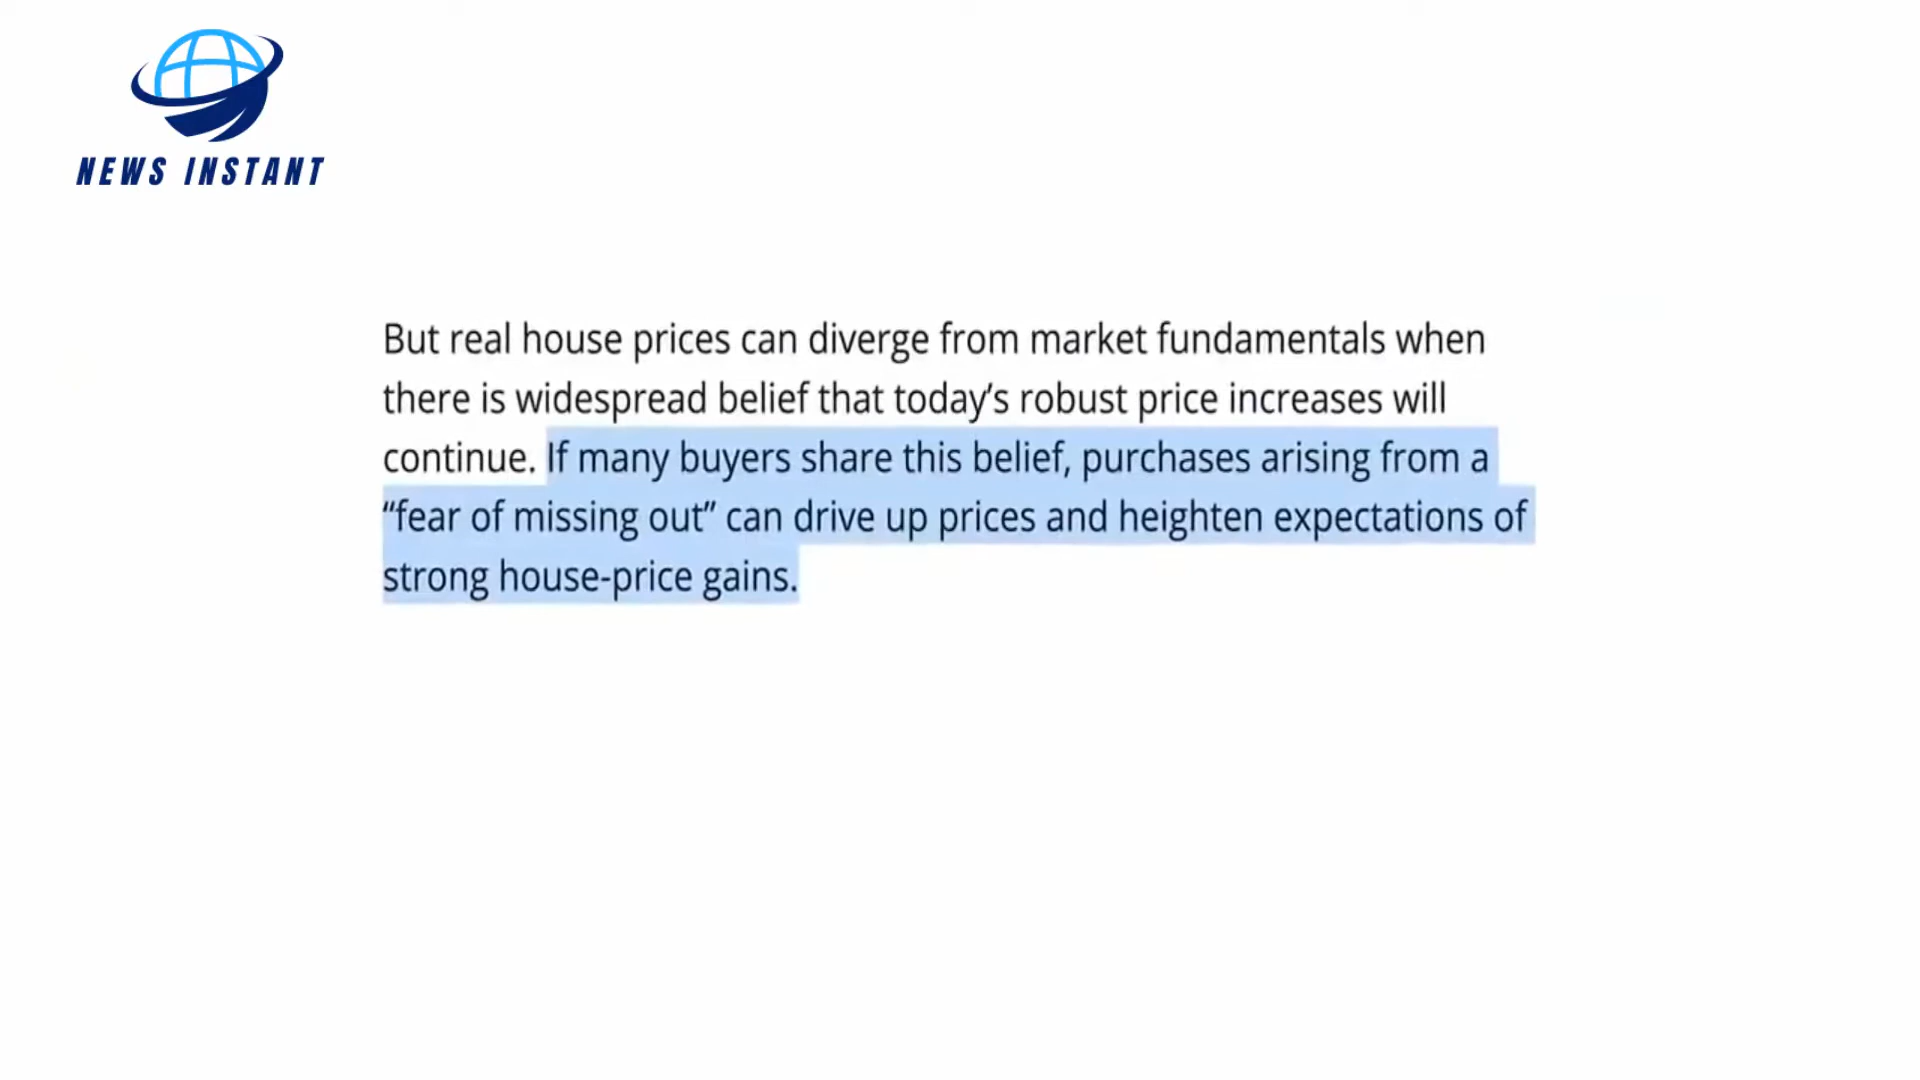 NEWS INSTANT
But real house prices can diverge from market fundamentals when
there is widespread belief that today’s robust price increases will
continue. If many buyers share this belief, purchases arising from a
“fear of missing out” can drive up prices and heighten expectations of
strong house-price gains.